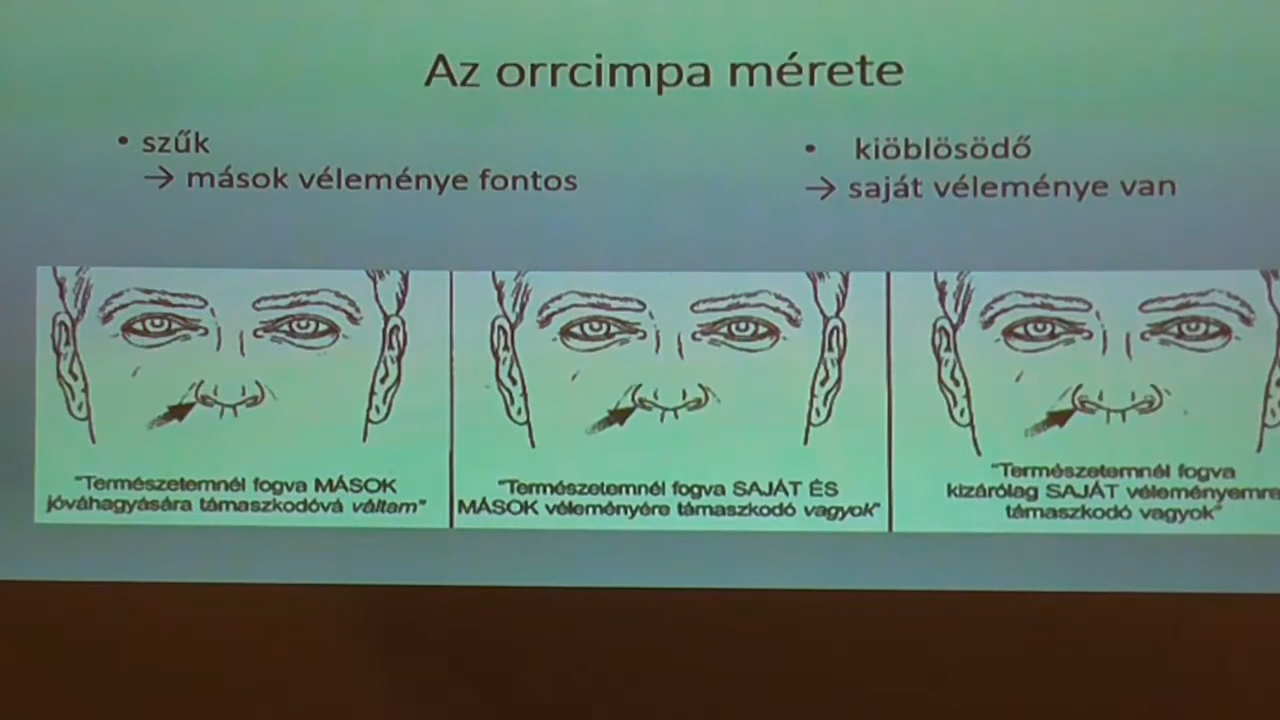 Az orrcimpa mérete
• szűk
→ mások véleménye fontos
• kiöblösödő
→ saját véleménye van
"Természetemnél fogva MÁSOK
jóváhagyására támaszkodóvá váltam"
"Természetemnél fogva SAJÁT ÉS
MÁSOK véleményére támaszkodó vagyok"
"Természetemnél fogva
kizárólag SAJÁT véleményemre
támaszkodó vagyok"